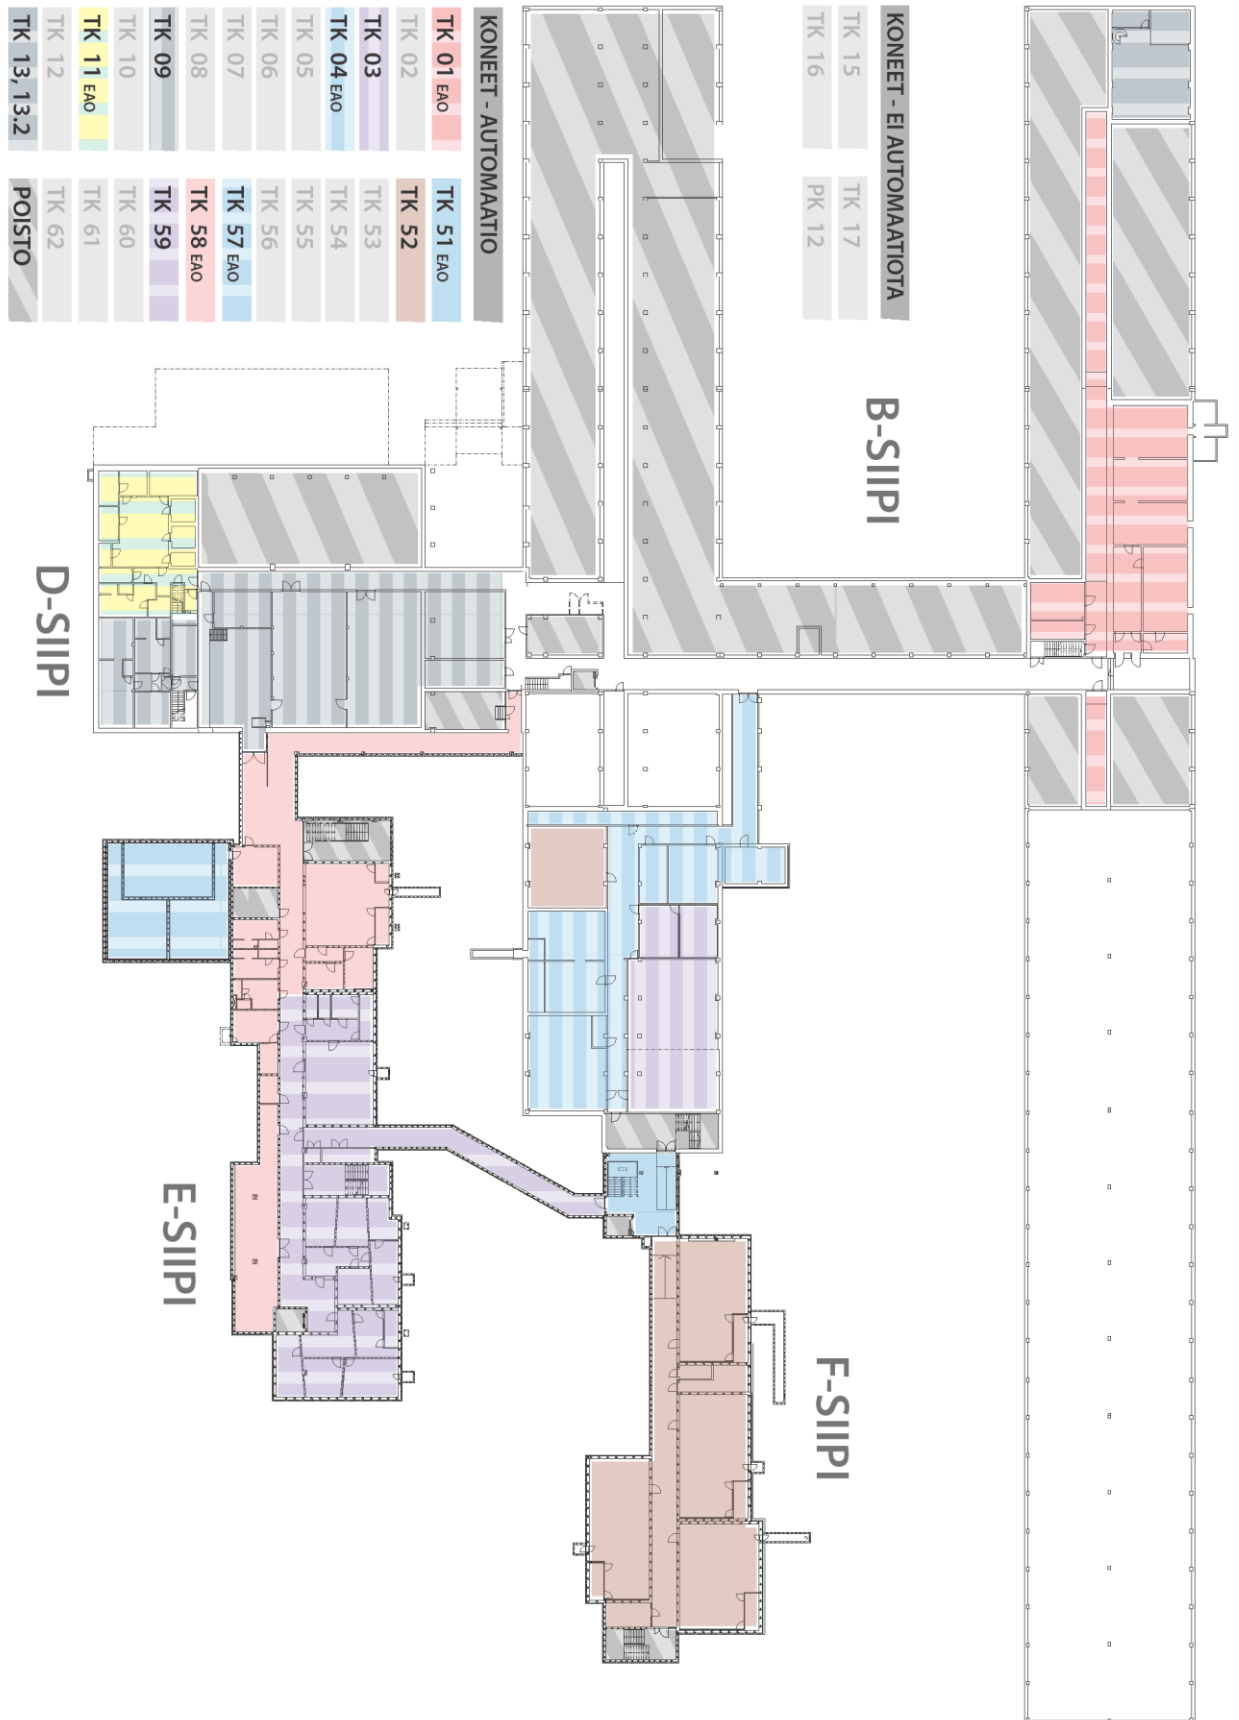 KONEET - AUTOMAATIO
TK 01 EAO
TK 02
TK 03
TK 04 EAO
TK 05
TK 06
TK 07
TK 08
TK 09
TK 10
TK 11 EAO
TK 12
TK 13, 13.2
TK 51 EAO
TK 52
TK 53
TK 54
TK 55
TK 56
TK 57 EAO
TK 58 EAO
TK 59
TK 60
TK 61
TK 62
POISTO
KONEET - EI AUTOMAATIOTA
TK 15
TK 16
TK 17
PK 12
B-SIIPI
D-SIIPI
E-SIIPI
F-SIIPI